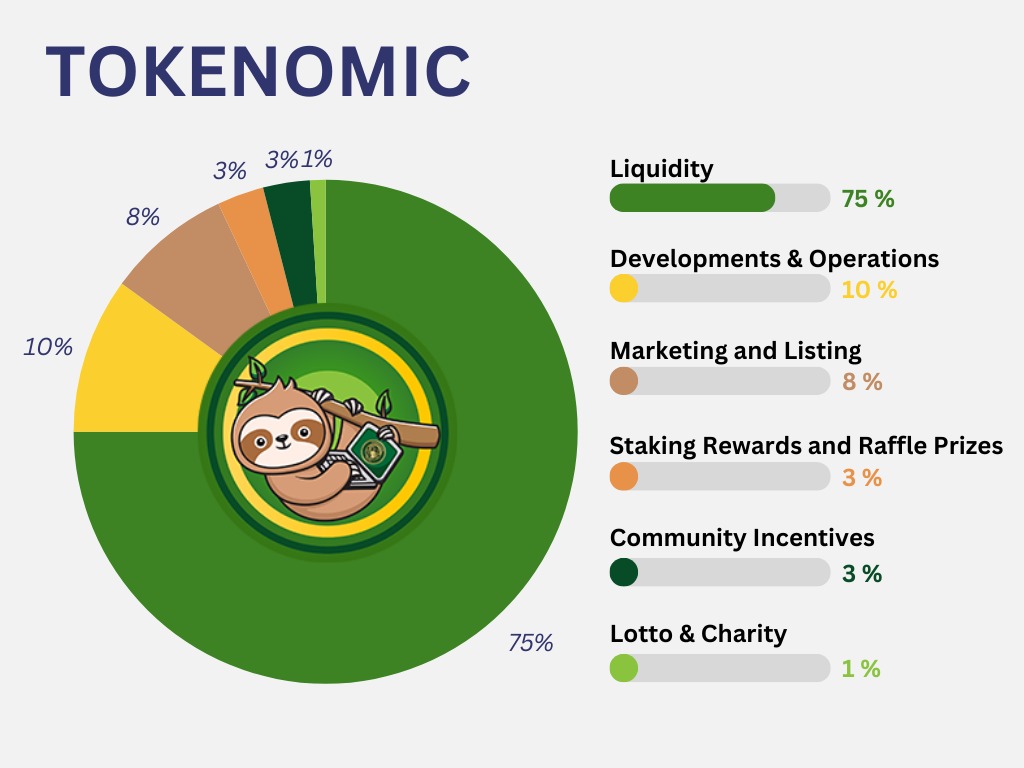 TOKENOMIC
3%
3%
1%
8%
10%
75%
Liquidity
75 %
Developments & Operations
10 %
Marketing and Listing
8 %
Staking Rewards and Raffle Prizes
3 %
Community Incentives
3 %
Lotto & Charity
1 %